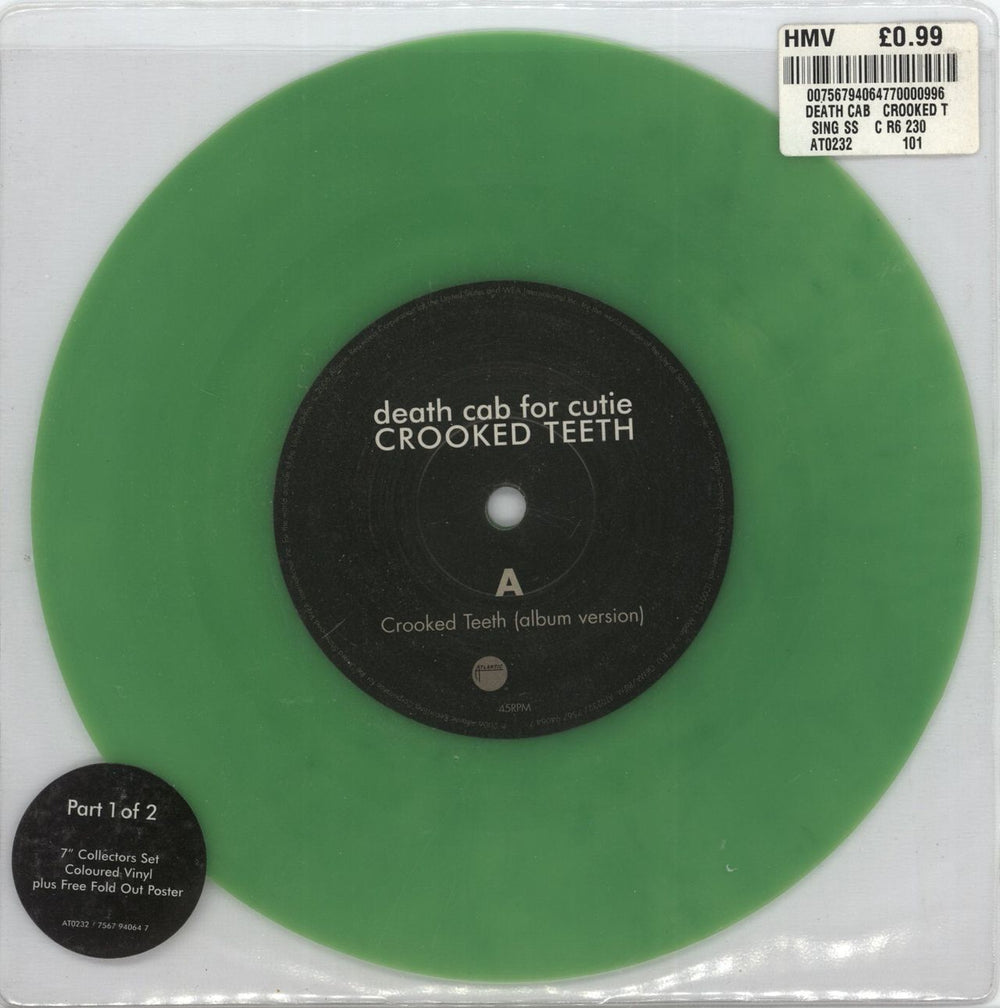 HMV £0.99
00756794064770000996
DEATH CAB CROOKED T
SING SS C R6 230
AT0232 101
death cab for cutie
CROOKED TEETH
A
Crooked Teeth (album version)
ATLANTIC
45RPM
Part 1 of 2
7" Collectors Set
Coloured Vinyl
plus Free Fold Out Poster
AT0232 / 7567 94064 7